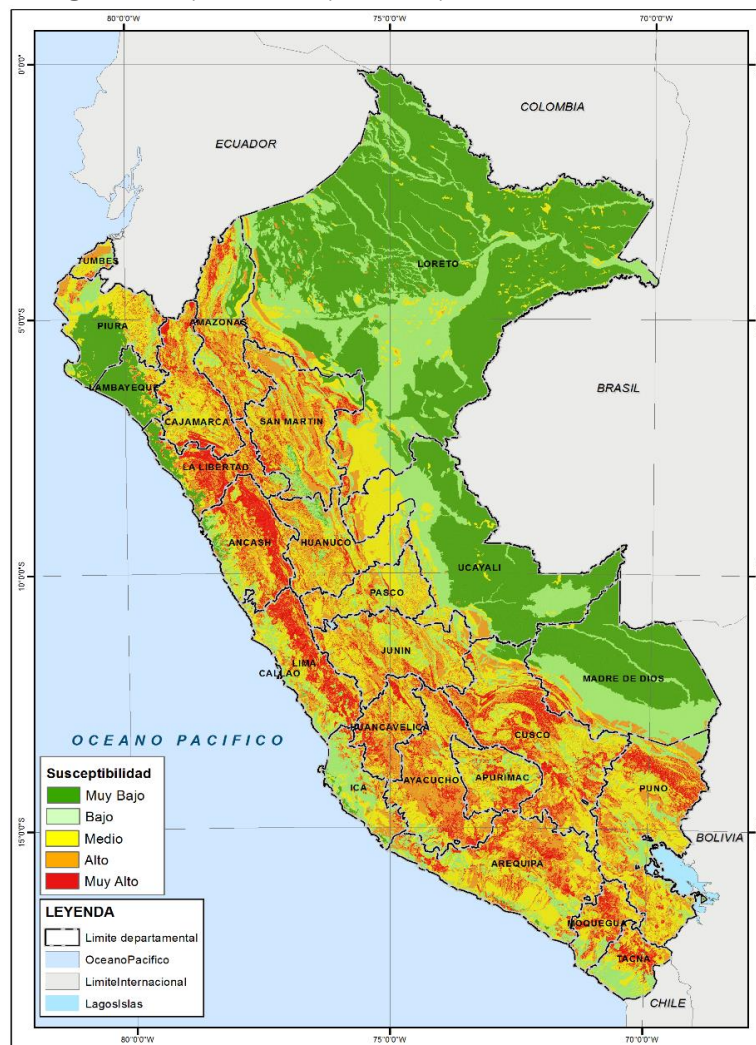 80°0'0"W
75°0'0"W
70°0'0"W
0°0'0"
COLOMBIA
ECUADOR
LORETO
TUMBES
5°0'0"S
PIURA
AMAZONAS
BRASIL
LAMBAYEQUE
CAJAMARCA
SAN MARTIN
LA LIBERTAD
ANCASH
HUANUCO
UCAYALI
10°0'0"S
PASCO
JUNIN
LIMA
CALLAO
MADRE DE DIOS
HUANCAVELICA
CUSCO
OCEANO PACIFICO
ICA
AYACUCHO
APURIMAC
PUNO
15°0'0"S
BOLIVIA
AREQUIPA
MOQUEGUA
TACNA
CHILE
Susceptibilidad
Muy Bajo
Bajo
Medio
Alto
Muy Alto
LEYENDA
Limite departamental
OceanoPacifico
LimiteInternacional
LagosIslas
80°0'0"W
75°0'0"W
70°0'0"W